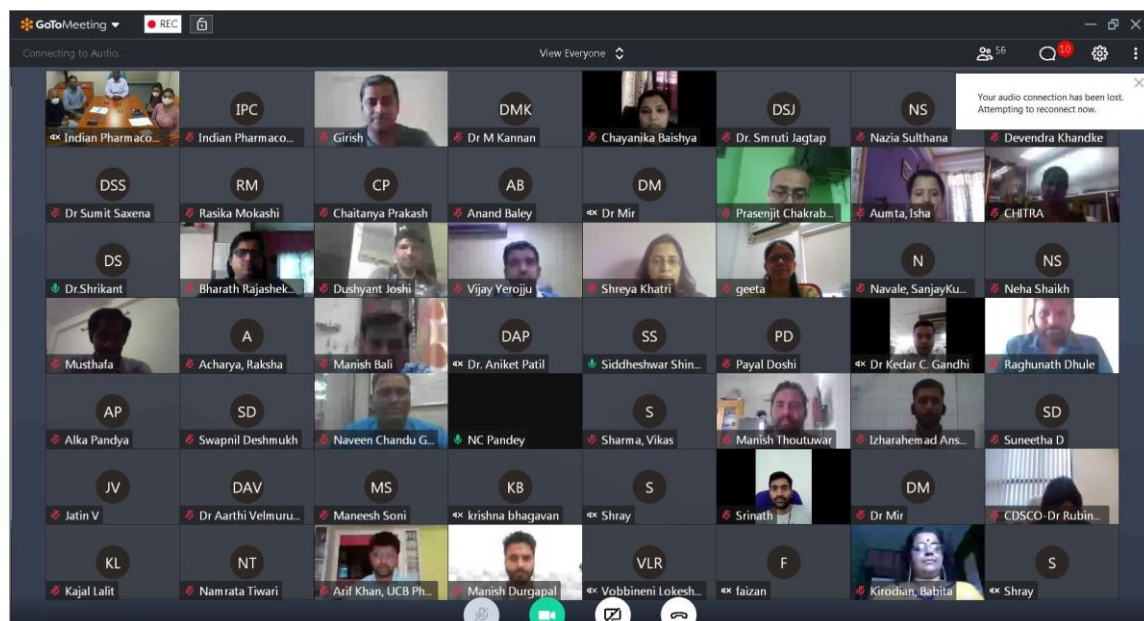 GoToMeeting
REC
Connecting to Audio...
View Everyone
56
10
Your audio connection has been lost.
Attempting to reconnect now.
Indian Pharmaco...
IPC
Indian Pharmaco...
Girish
DMK
Dr M Kannan
Chayanika Baishya
DSJ
Dr. Smruti Jagtap
NS
Nazia Sulthana
Devendra Khandke
DSS
Dr Sumit Saxena
RM
Rasika Mokashi
CP
Chaitanya Prakash
AB
Anand Baley
DM
Dr Mir
Prasenjit Chakrab...
Aumta, Isha
CHITRA
DS
Dr.Shrikant
Bharath Rajashek...
Dushyant Joshi
Vijay Yerojju
Shreya Khatri
geeta
N
Navale, SanjayKu...
NS
Neha Shaikh
Musthafa
A
Acharya, Raksha
Manish Bali
DAP
Dr. Aniket Patil
SS
Siddheshwar Shin...
PD
Payal Doshi
Dr Kedar C. Gandhi
Raghunath Dhule
AP
Alka Pandya
SD
Swapnil Deshmukh
Naveen Chandu G...
NC Pandey
S
Sharma, Vikas
Manish Thoutuwar
Izharahemad Ans...
SD
Suneetha D
JV
Jatin V
DAV
Dr Aarthi Velmuru...
MS
Maneesh Soni
KB
krishna bhagavan
S
Shray
Srinath
DM
Dr Mir
CDSCO-Dr Rubin...
KL
Kajal Lalit
NT
Namrata Tiwari
Arif Khan, UCB Ph...
Manish Durgapal
VLR
Vobbineni Lokesh...
F
faizan
Kirodian, Babita
S
Shray